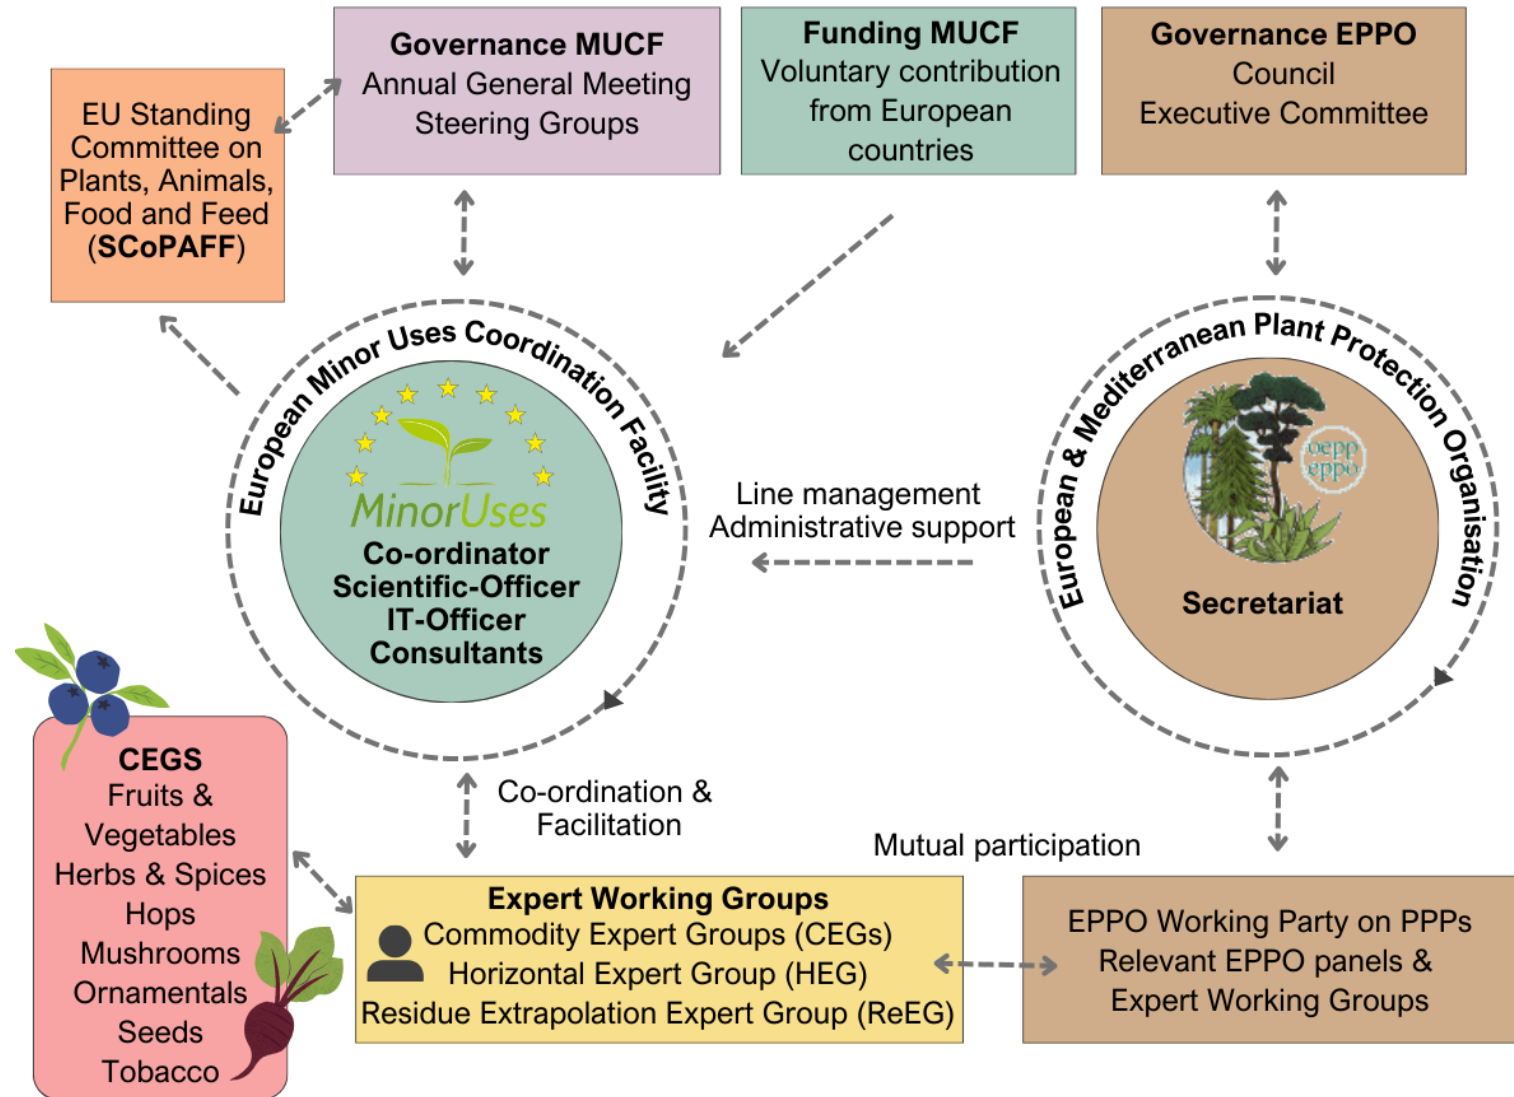 Governance MUCF
Annual General Meeting
Steering Groups
Funding MUCF
Voluntary contribution
from European
countries
Governance EPPO
Council
Executive Committee
EU Standing
Committee on
Plants, Animals,
Food and Feed
(SCoPAFF)
European Minor Uses Coordination Facility
MinorUses
Co-ordinator
Scientific-Officer
IT-Officer
Consultants
Line management
Administrative support
European & Mediterranean Plant Protection Organisation
oepp
eppo
Secretariat
CEGS
Fruits &
Vegetables
Herbs & Spices
Hops
Mushrooms
Ornamentals
Seeds
Tobacco
Co-ordination &
Facilitation
Mutual participation
Expert Working Groups
Commodity Expert Groups (CEGs)
Horizontal Expert Group (HEG)
Residue Extrapolation Expert Group (ReEG)
EPPO Working Party on PPPs
Relevant EPPO panels &
Expert Working Groups